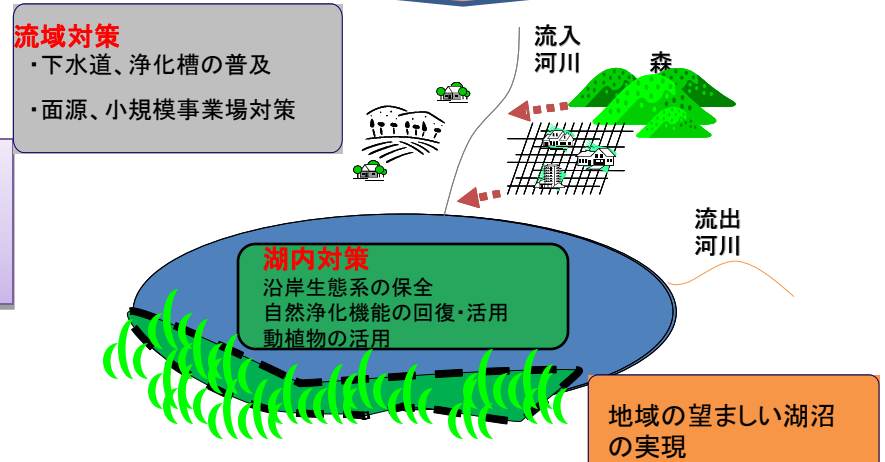 流域対策
・下水道、浄化槽の普及
・面源、小規模事業場対策
流入
河川
森
流出
河川
湖内対策
沿岸生態系の保全
自然浄化機能の回復・活用
動植物の活用
地域の望ましい湖沼
の実現